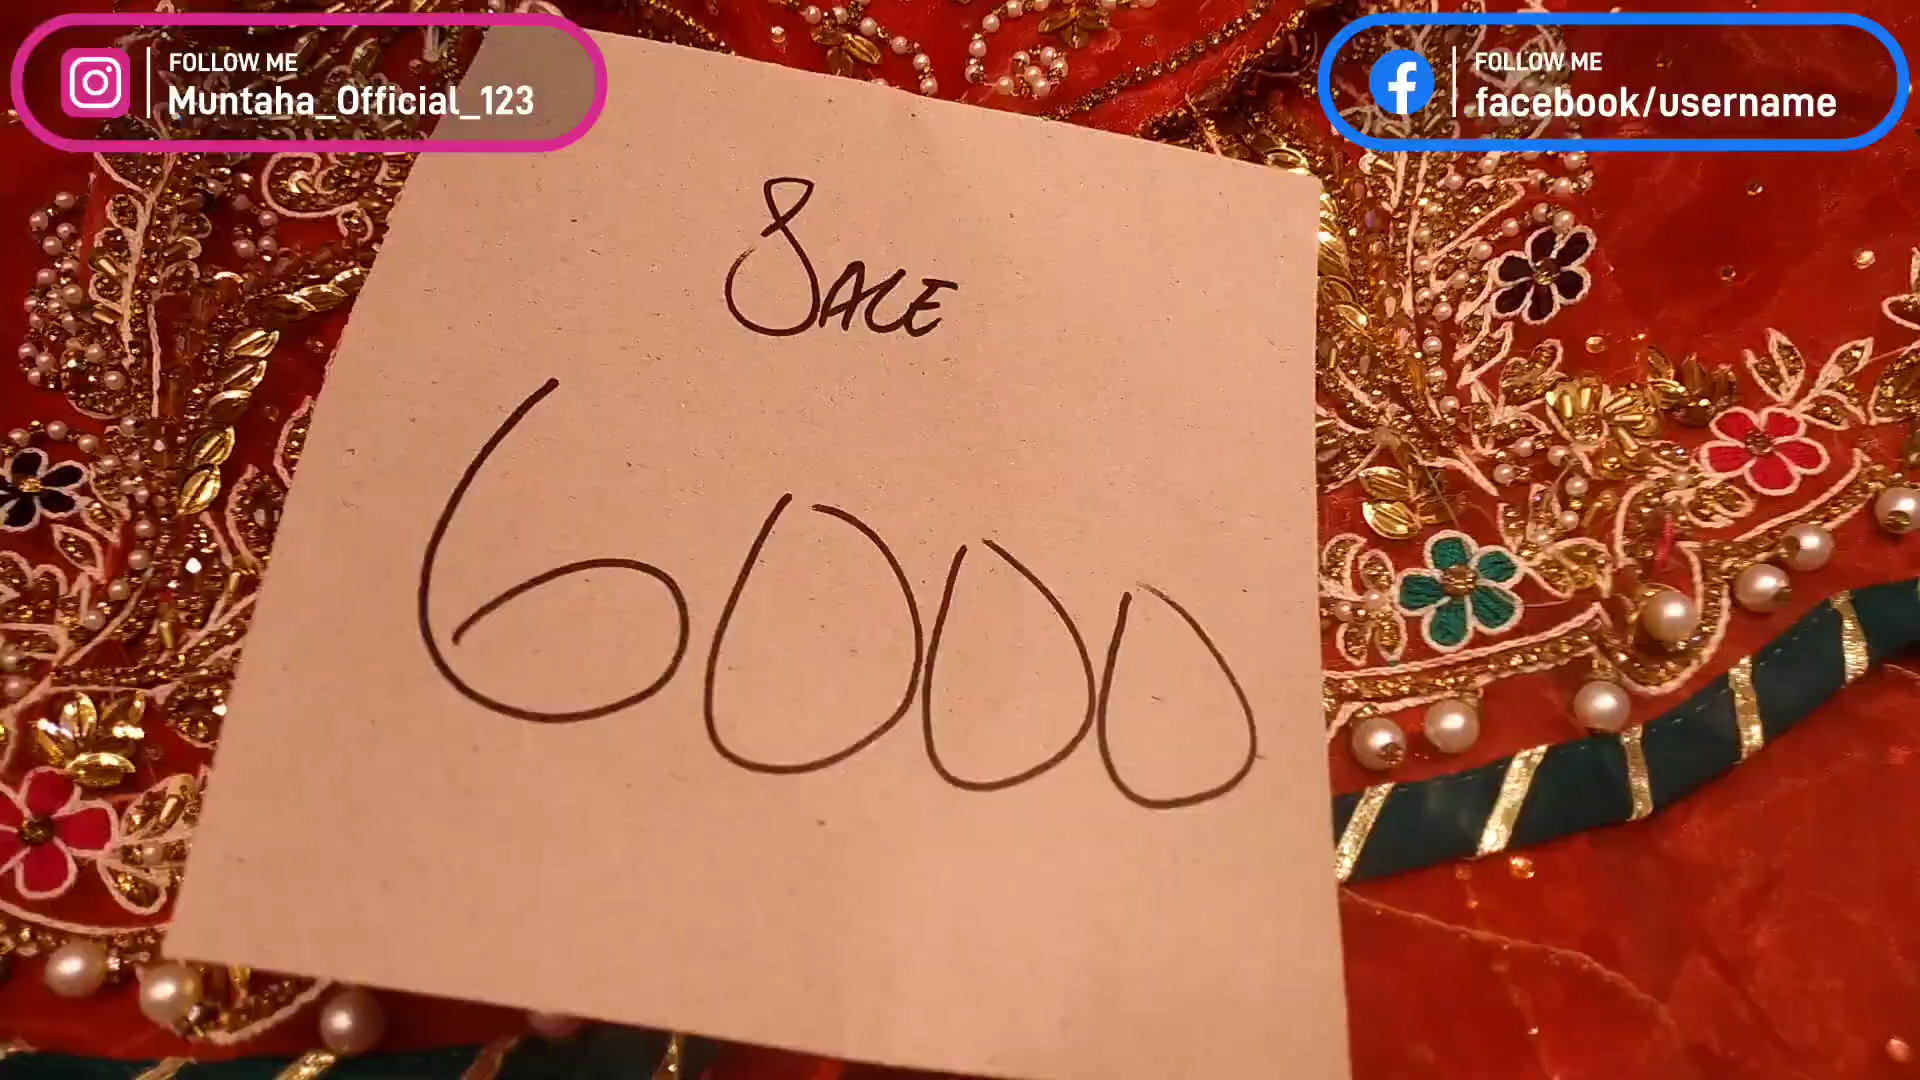 FOLLOW ME
Muntaha_Official_123
FOLLOW ME
facebook/username
SALE
6000